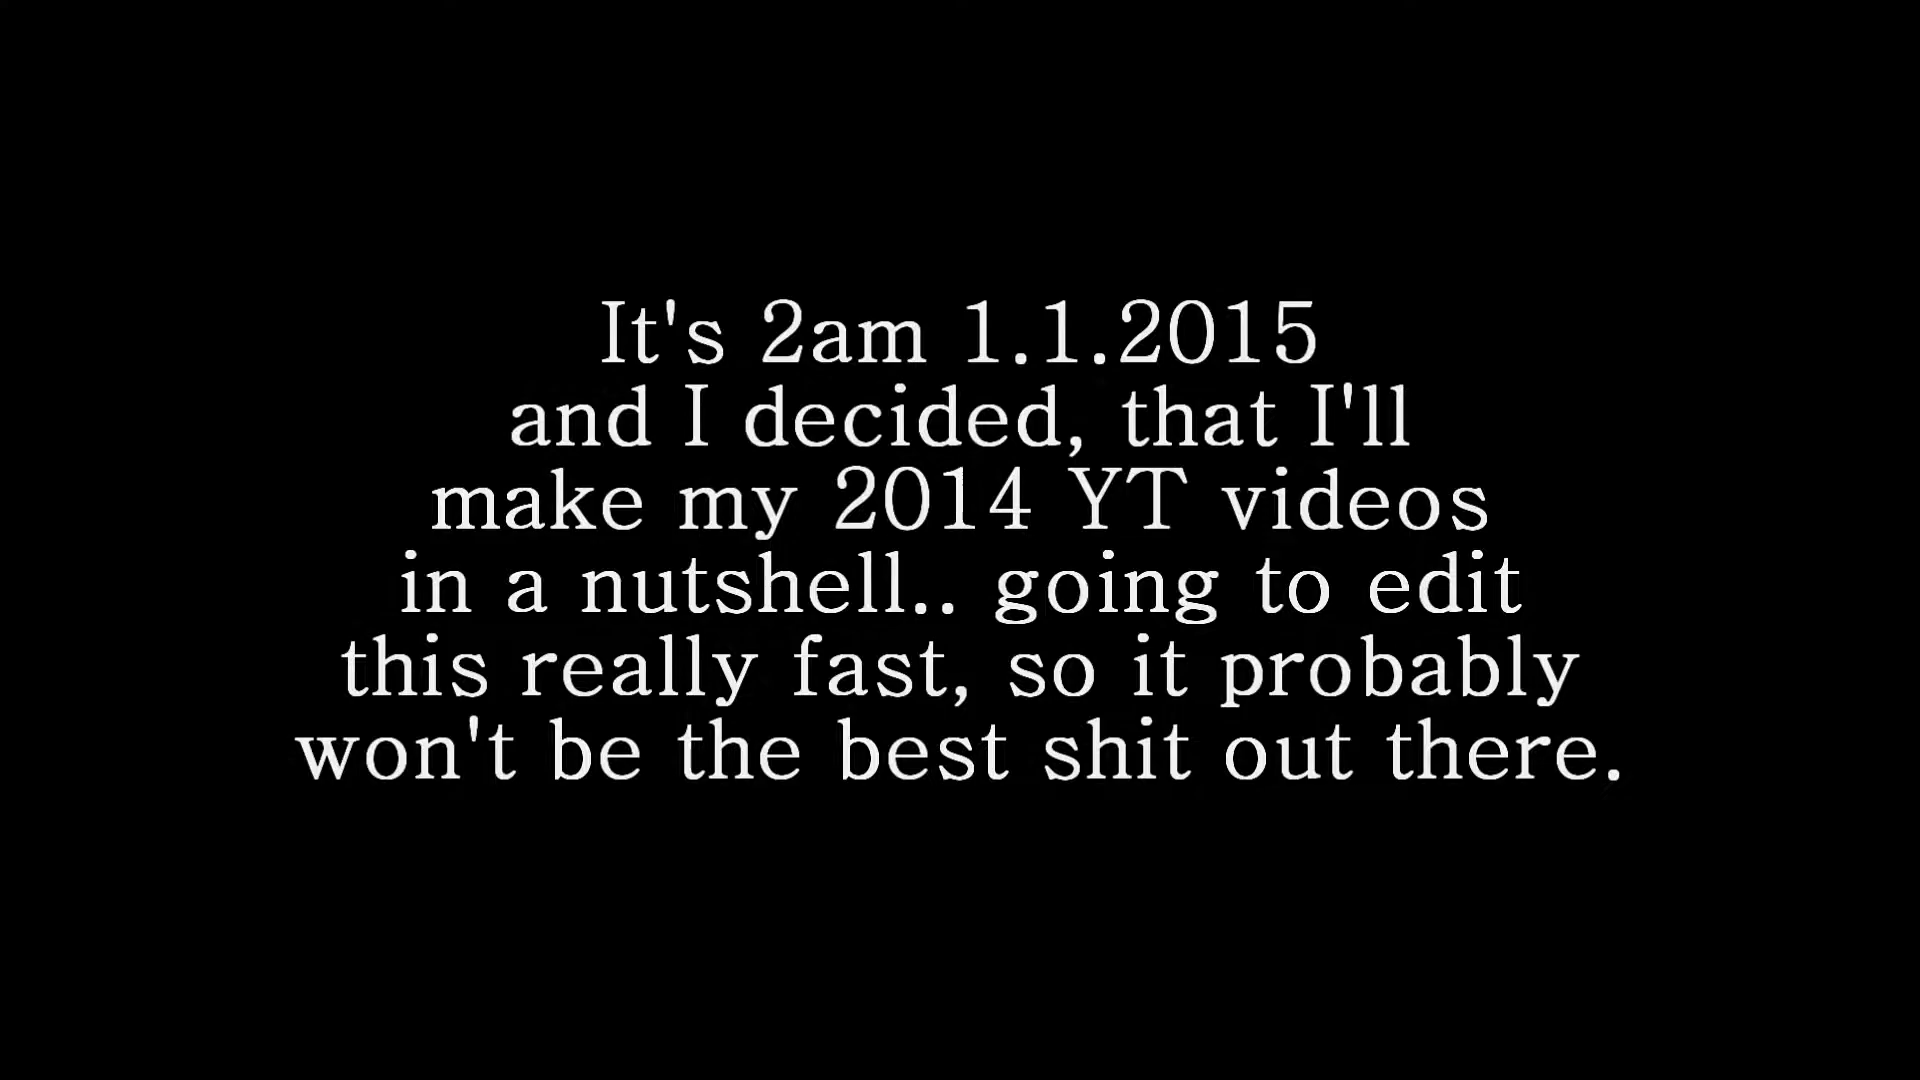 It's 2am 1.1.2015
and I decided, that I'll
make my 2014 YT videos
in a nutshell.. going to edit
this really fast, so it probably
won't be the best shit out there.